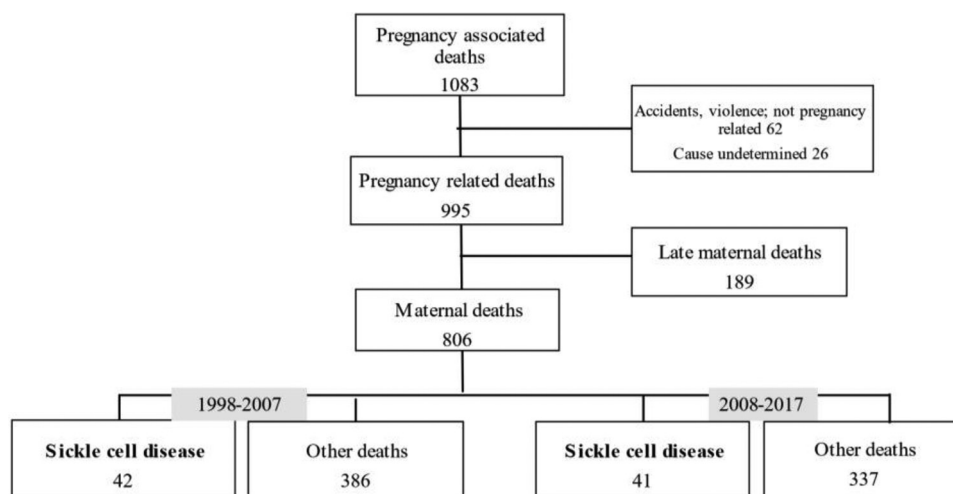 Pregnancy associated
deaths
1083
Accidents, violence; not pregnancy
related 62
Cause undetermined 26
Pregnancy related deaths
995
Late maternal deaths
189
Maternal deaths
806
1998-2007
2008-2017
Sickle cell disease
42
Other deaths
386
Sickle cell disease
41
Other deaths
337